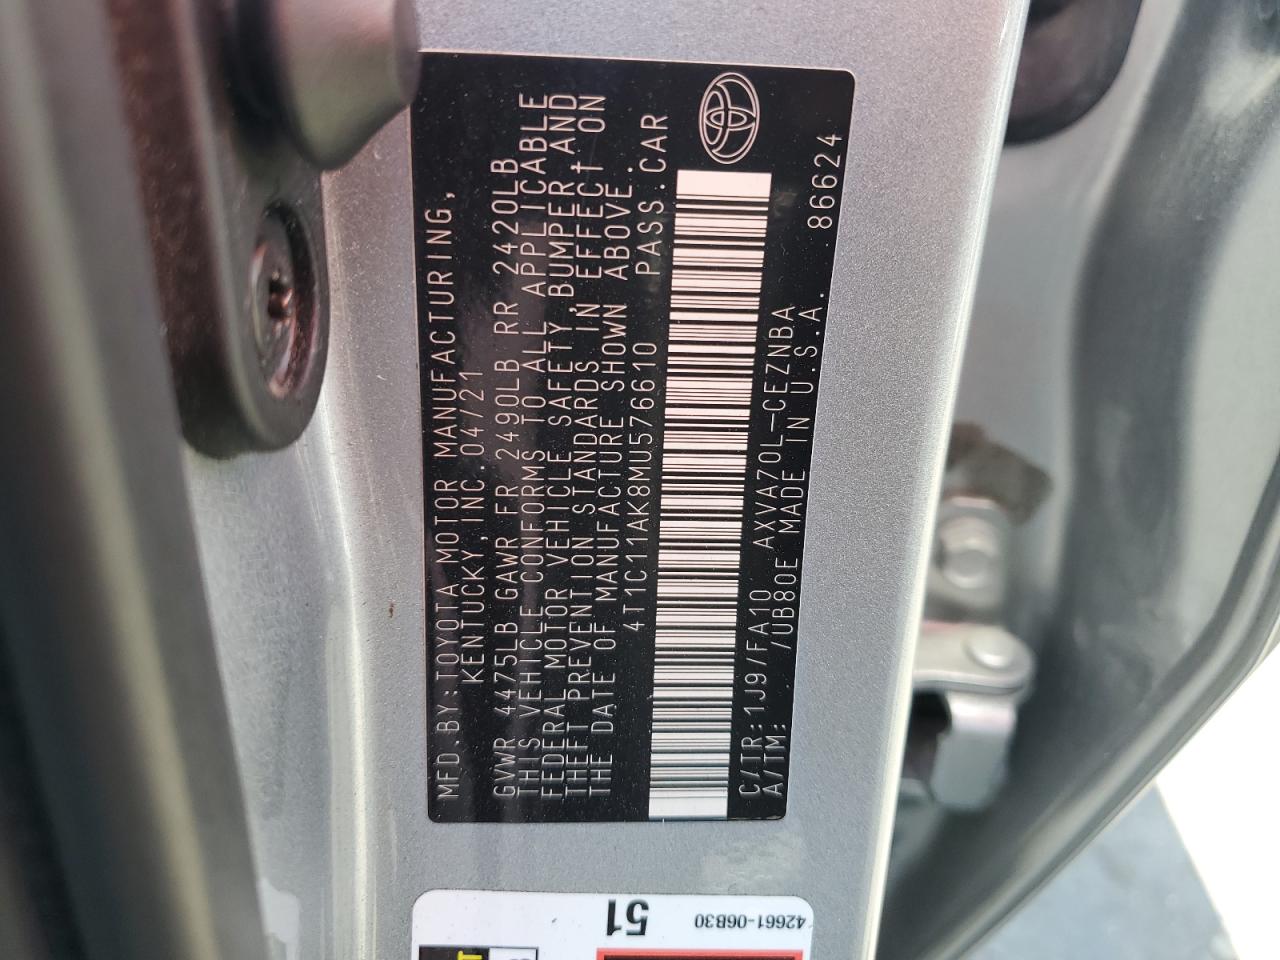 MFD.BY:TOYOTA MOTOR MANUFACTURING,
KENTUCKY,INC.04/21
GVWR 4475LB GAWR FR 2490LB RR 2420LB
THIS VEHICLE CONFORMS TO ALL APPLICABLE
FEDERAL MOTOR VEHICLE SAFETY,BUMPER AND
THEFT PREVENTION STANDARDS IN EFFECT ON
THE DATE OF MANUFACTURE SHOWN ABOVE.
4T1C11AK8MU576610 PASS.CAR
C/TR:1J9/FA10 AXVA70L-CEZNBA
A/TM: /UB80E MADE IN U.S.A. 86624
51
42661-06B30